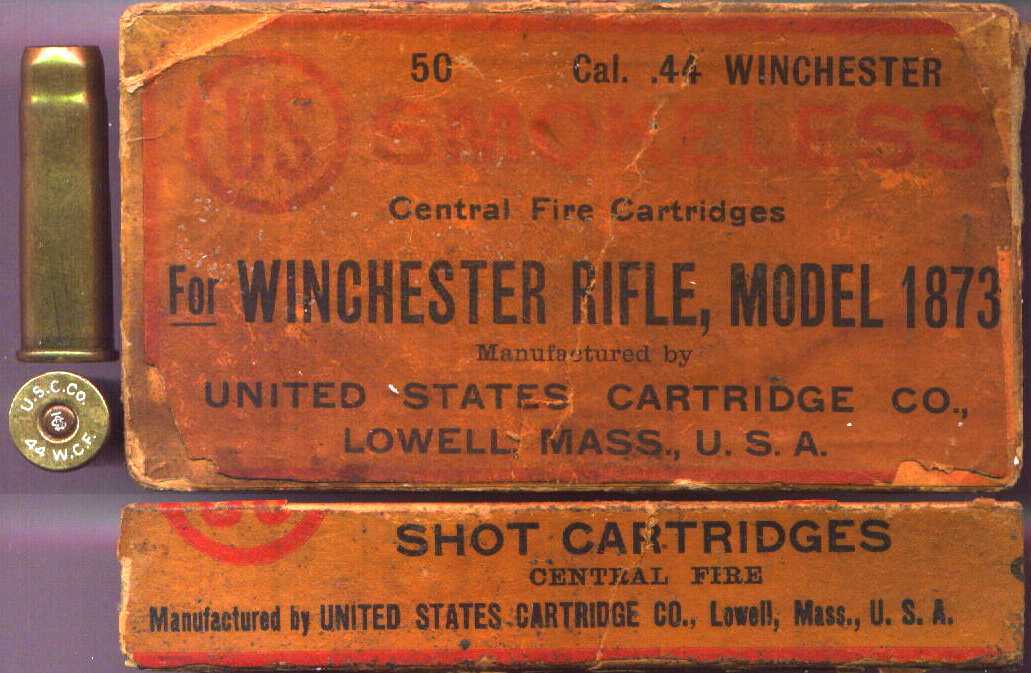 50 Cal. .44 WINCHESTER
US SMOKELESS
Central Fire Cartridges
For WINCHESTER RIFLE, MODEL 1873
Manufactured by
UNITED STATES CARTRIDGE CO.,
LOWELL, MASS., U. S. A.
U.S.C.CO.
US
44 W.C.F.
SHOT CARTRIDGES
CENTRAL FIRE
Manufactured by UNITED STATES CARTRIDGE CO., Lowell, Mass., U. S. A.